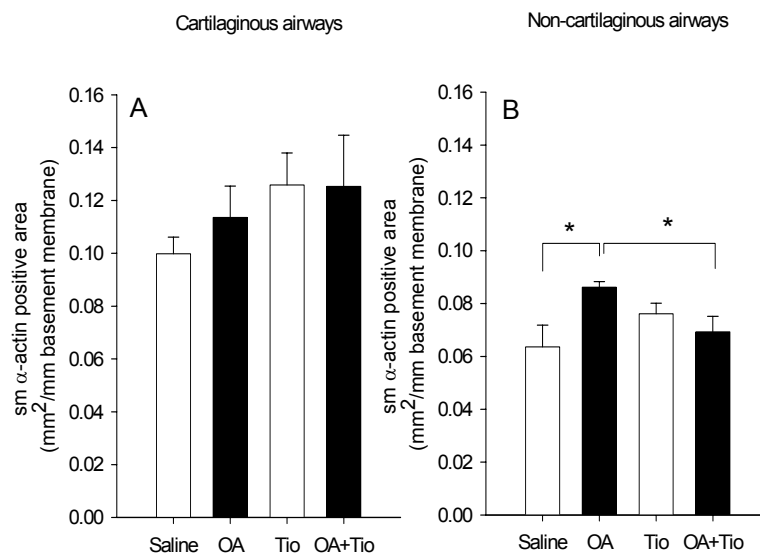 Cartilaginous airways
Non-cartilaginous airways
A
sm α-actin positive area
(mm²/mm basement membrane)
0.16
0.14
0.12
0.10
0.08
0.06
0.04
0.02
0.00
Saline OA Tio OA+Tio
B
sm α-actin positive area
(mm²/mm basement membrane)
0.16
0.14
0.12
0.10
0.08
0.06
0.04
0.02
0.00
* *
Saline OA Tio OA+Tio